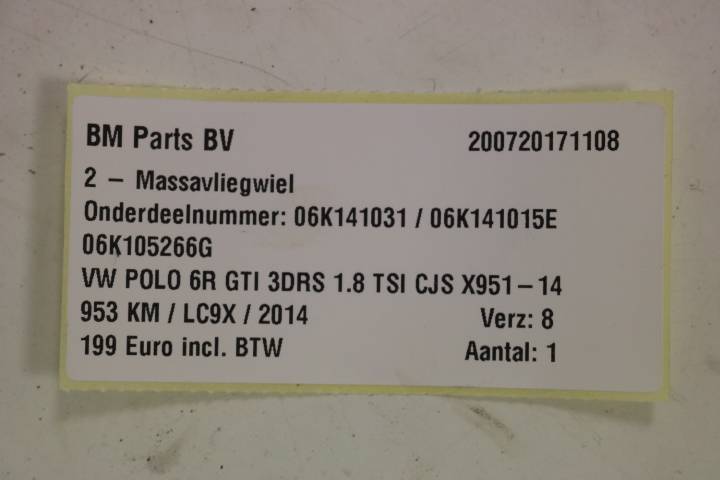 BM Parts BV 200720171108
2 – Massavliegwiel
Onderdeelnummer: 06K141031 / 06K141015E
06K105266G
VW POLO 6R GTI 3DRS 1.8 TSI CJS X951-14
953 KM / LC9X / 2014 Verz: 8
199 Euro incl. BTW Aantal: 1